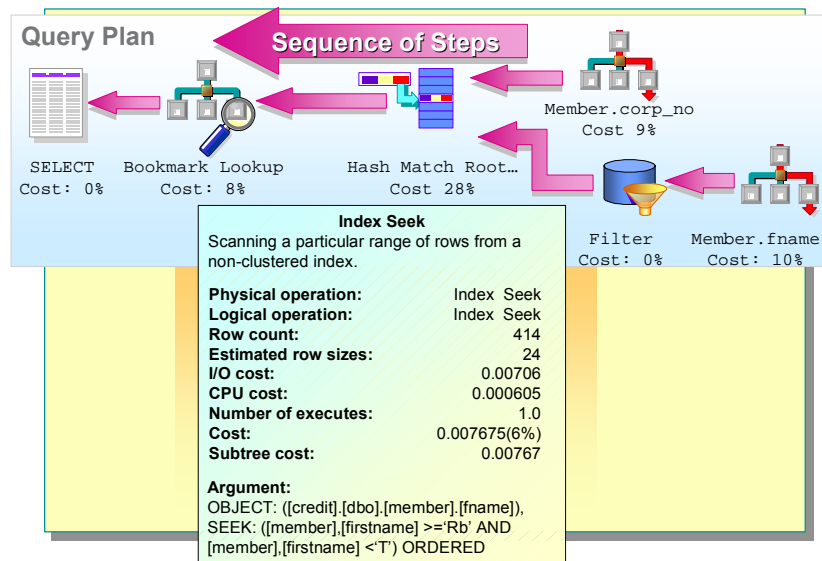 Query Plan
Sequence of Steps
Member.corp_no
Cost 9%
SELECT
Cost: 0%
Bookmark Lookup
Cost: 8%
Hash Match Root…
Cost 28%
Filter
Cost: 0%
Member.fname
Cost: 10%
Index Seek
Scanning a particular range of rows from a
non-clustered index.
Physical operation: Index Seek
Logical operation: Index Seek
Row count: 414
Estimated row sizes: 24
I/O cost: 0.00706
CPU cost: 0.000605
Number of executes: 1.0
Cost: 0.007675(6%)
Subtree cost: 0.00767
Argument:
OBJECT: ([credit].[dbo].[member].[fname]),
SEEK: ([member],[firstname] >=‘Rb’ AND
[member],[firstname] <‘T’) ORDERED